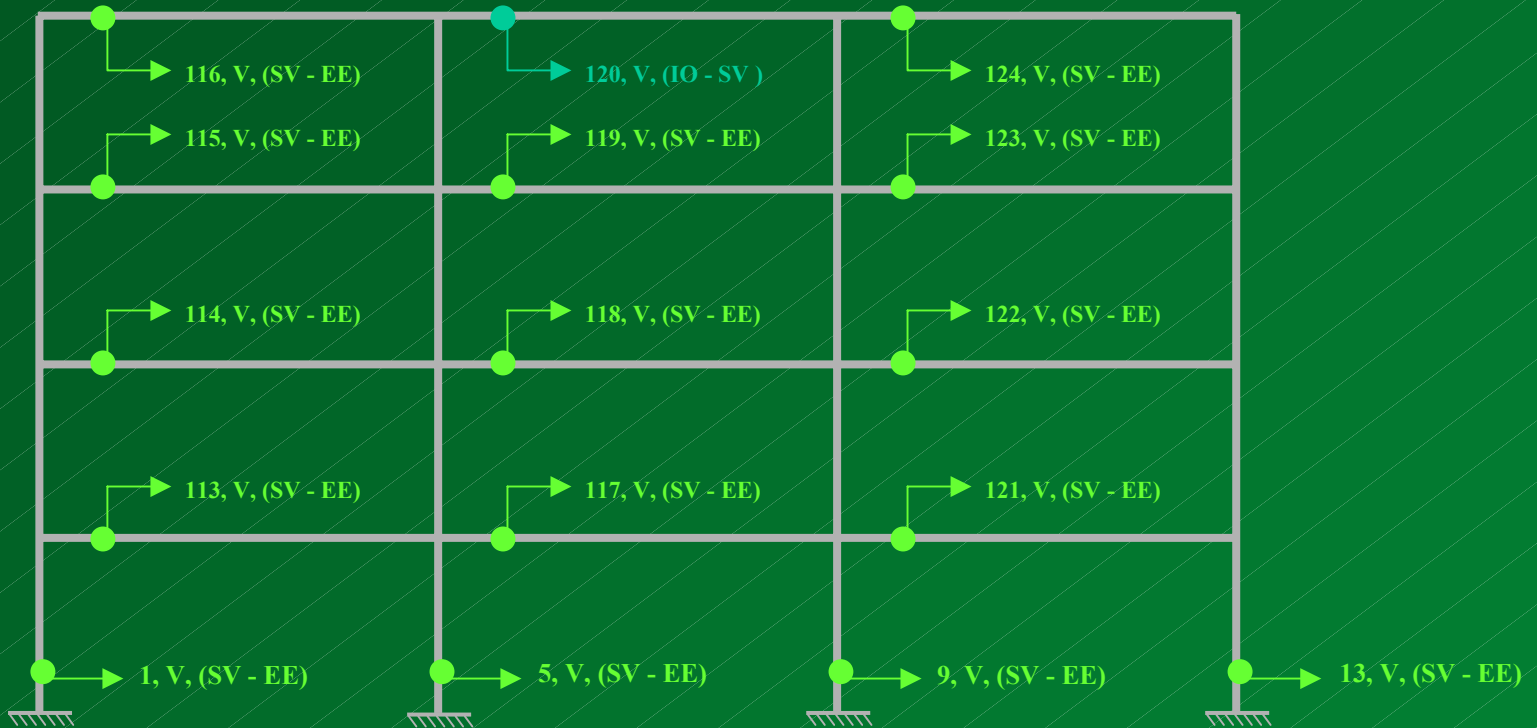 116, V, (SV - EE)
120, V, (IO - SV )
124, V, (SV - EE)
115, V, (SV - EE)
119, V, (SV - EE)
123, V, (SV - EE)
114, V, (SV - EE)
118, V, (SV - EE)
122, V, (SV - EE)
113, V, (SV - EE)
117, V, (SV - EE)
121, V, (SV - EE)
1, V, (SV - EE)
5, V, (SV - EE)
9, V, (SV - EE)
13, V, (SV - EE)